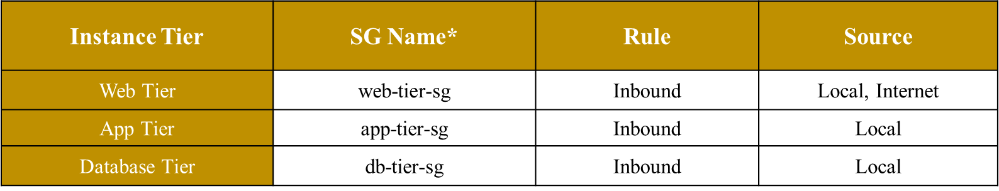 Instance Tier SG Name* Rule Source
Web Tier web-tier-sg Inbound Local, Internet
App Tier app-tier-sg Inbound Local
Database Tier db-tier-sg Inbound Local